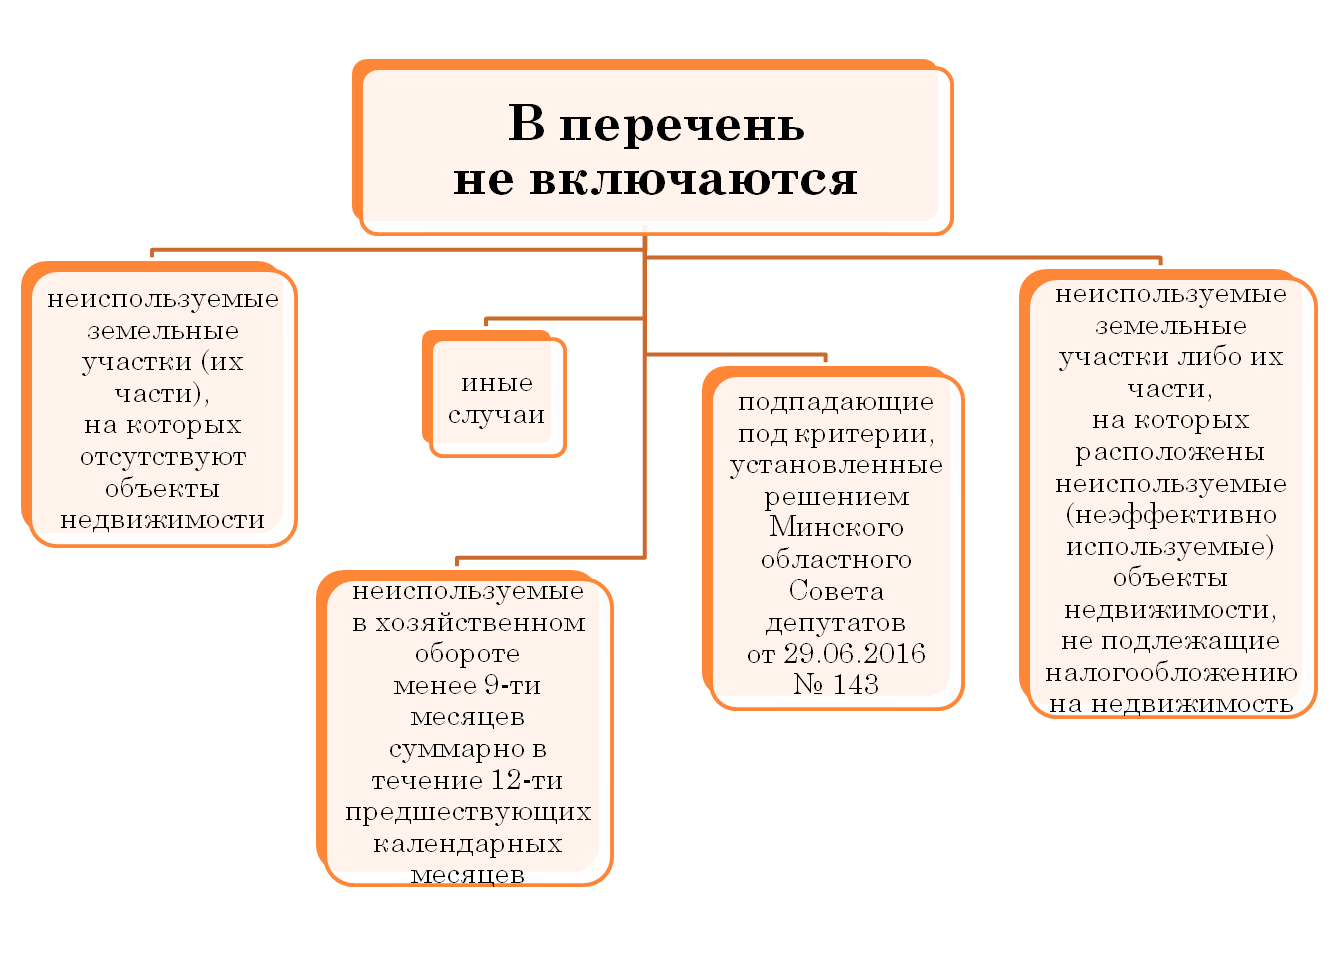 В перечень
не включаются
неиспользуемые
земельные
участки (их
части),
на которых
отсутствуют
объекты
недвижимости
иные
случаи
неиспользуемые
в хозяйственном
обороте
менее 9-ти
месяцев
суммарно в
течение 12-ти
предшествующих
календарных
месяцев
подпадающие
под критерии,
установленные
решением
Минского
областного
Совета
депутатов
от 29.06.2016
№ 143
неиспользуемые
земельные
участки либо их
части,
на которых
расположены
неиспользуемые
(неэффективно
используемые)
объекты
недвижимости,
не подлежащие
налогообложению
на недвижимость